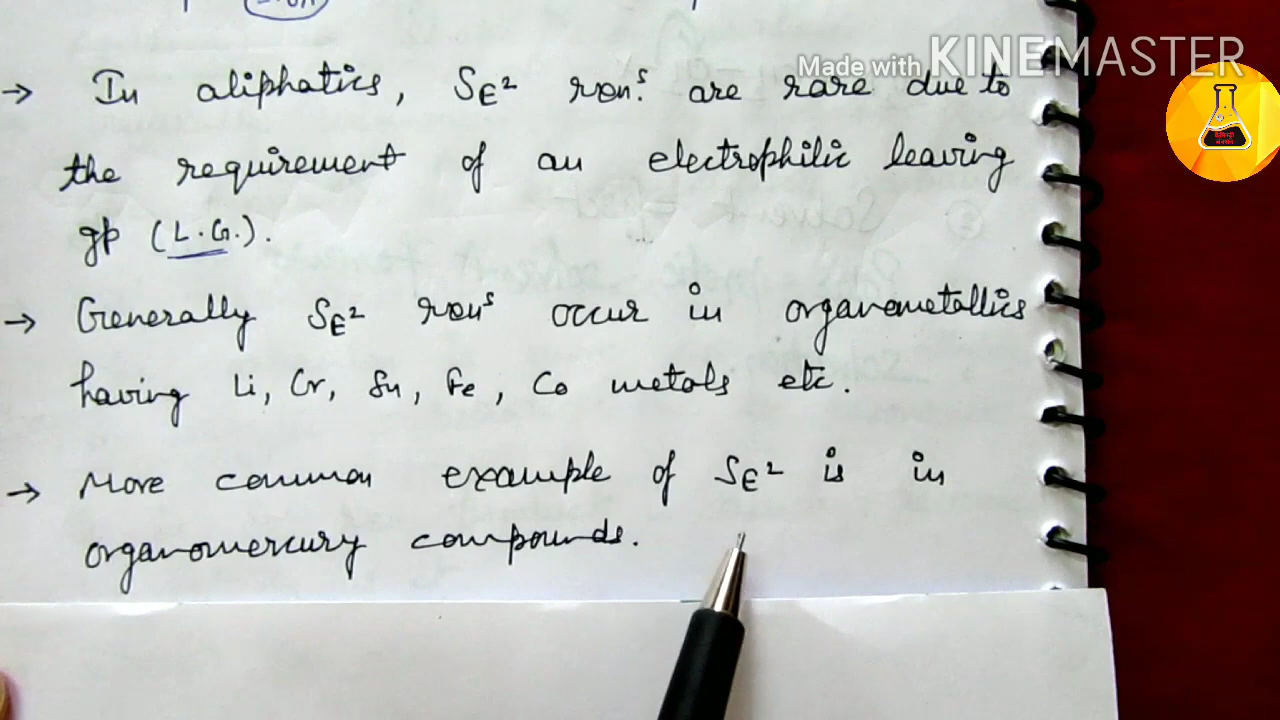 Made with KINEMASTER
→ In aliphatics, SE² rxnˢ. are rare due to
the requirement of an electrophilic leaving
gp (L.G.).
→ Generally SE² rxnˢ occur in organometallics
having Li, Cr, Sn, Fe, Co metals etc.
→ More common example of SE² is in
organomercury compounds.